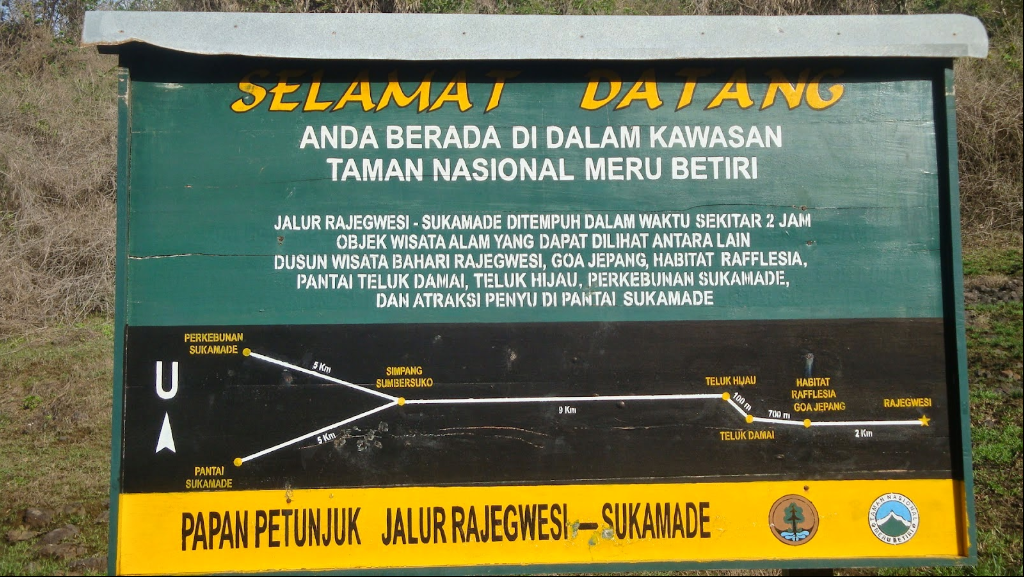 SELAMAT DATANG
ANDA BERADA DI DALAM KAWASAN
TAMAN NASIONAL MERU BETIRI
JALUR RAJEGWESI - SUKAMADE DITEMPUH DALAM WAKTU SEKITAR 2 JAM
OBJEK WISATA ALAM YANG DAPAT DILIHAT ANTARA LAIN
DUSUN WISATA BAHARI RAJEGWESI, GOA JEPANG, HABITAT RAFFLESIA,
PANTAI TELUK DAMAI, TELUK HIJAU, PERKEBUNAN SUKAMADE,
DAN ATRAKSI PENYU DI PANTAI SUKAMADE
PERKEBUNAN
SUKAMADE
5 Km
U
SIMPANG
SUMBERSUKO
5 Km
PANTAI
SUKAMADE
9 Km
TELUK HIJAU
100 m
TELUK DAMAI
700 m
HABITAT
RAFFLESIA
GOA JEPANG
2 Km
RAJEGWESI
PAPAN PETUNJUK JALUR RAJEGWESI – SUKAMADE
TAMAN NASIONAL
MERU BETIRI